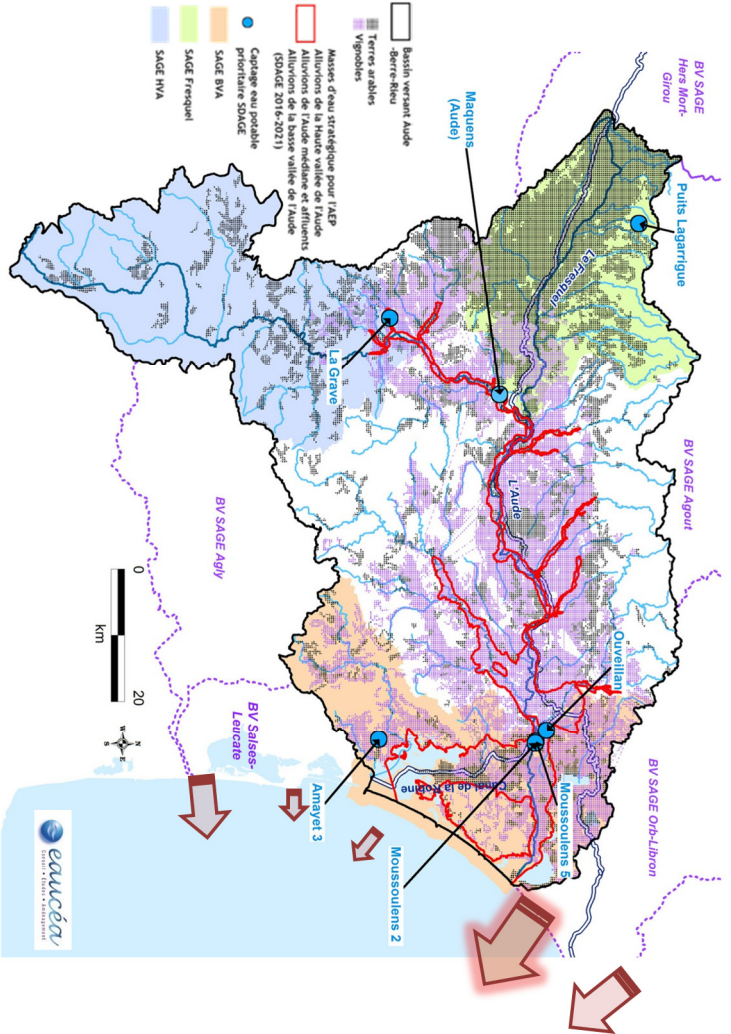 BV SAGE
Hers Mort-
Girou
Puits Lagarrigue
BV SAGE Agout
BV SAGE Orb-Libron
Maquens
(Aude)
Le Fresquel
L'Aude
Ouveillan
Moussoulens 5
Moussoulens 2
Canal de la Robine
La Grave
Amayet 3
BV SAGE Agly
BV Salses-
Leucate
0
20
km
N
W
E
S
Bassin versant Aude
-Berre-Rieu
Terres arables
Vignobles
Masses d'eau stratégique pour l'AEP
Alluvions de la Haute vallée de l'Aude
Alluvions de l'Aude médiane et affluents
Alluvions de la basse vallée de l'Aude
(SDAGE 2016-2021)
Captage eau potable
prioritaire SDAGE
SAGE BVA
SAGE Fresquel
SAGE HVA
eaucéa
Conseil • Etudes • Aménagement